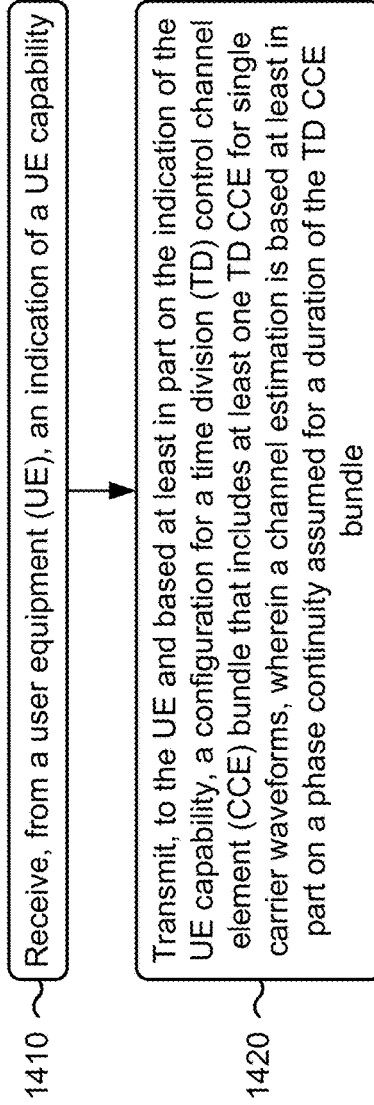 1410
Receive, from a user equipment (UE), an indication of a UE capability
1420
Transmit, to the UE and based at least in part on the indication of the
UE capability, a configuration for a time division (TD) control channel
element (CCE) bundle that includes at least one TD CCE for single
carrier waveforms, wherein a channel estimation is based at least in
part on a phase continuity assumed for a duration of the TD CCE
bundle